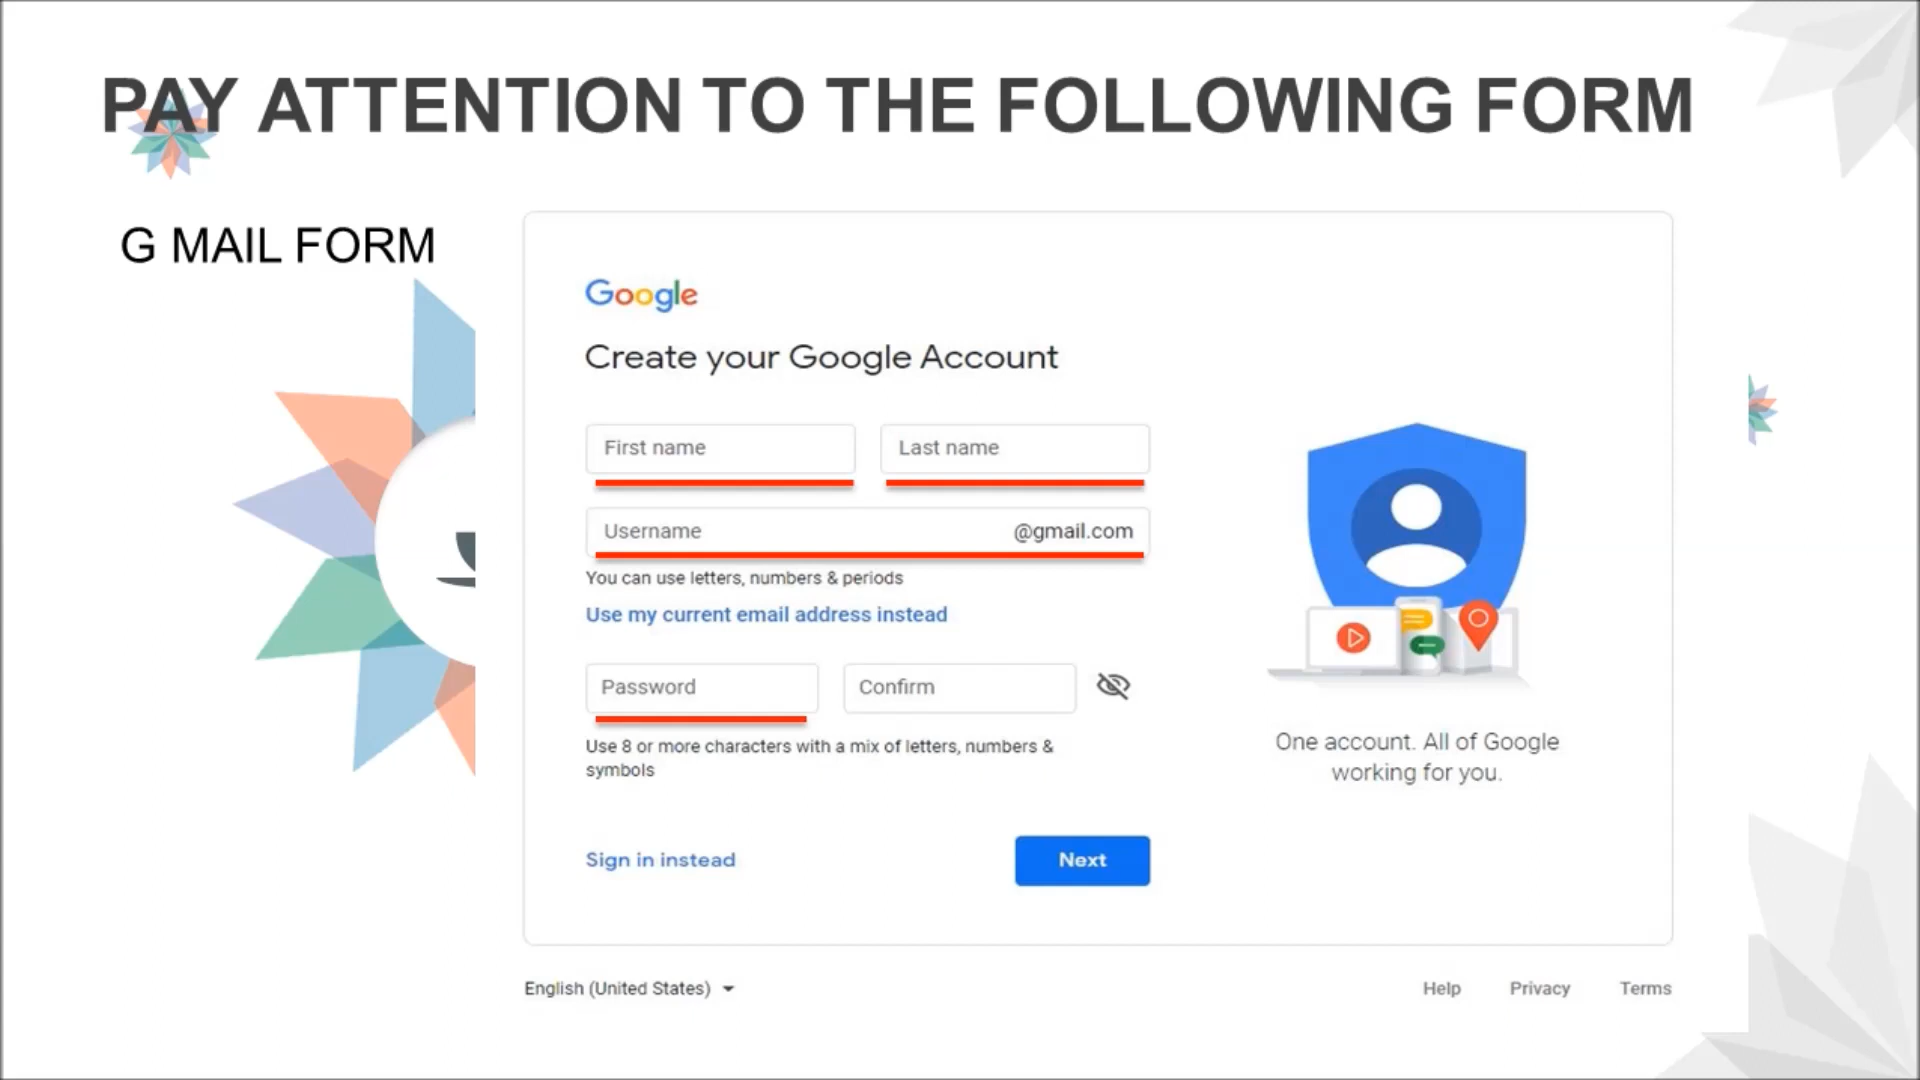 PAY ATTENTION TO THE FOLLOWING FORM
G MAIL FORM
Google
Create your Google Account
First name
Last name
Username
@gmail.com
You can use letters, numbers & periods
Use my current email address instead
Password
Confirm
Use 8 or more characters with a mix of letters, numbers &
symbols
One account. All of Google
working for you.
Sign in instead
Next
English (United States)
Help
Privacy
Terms